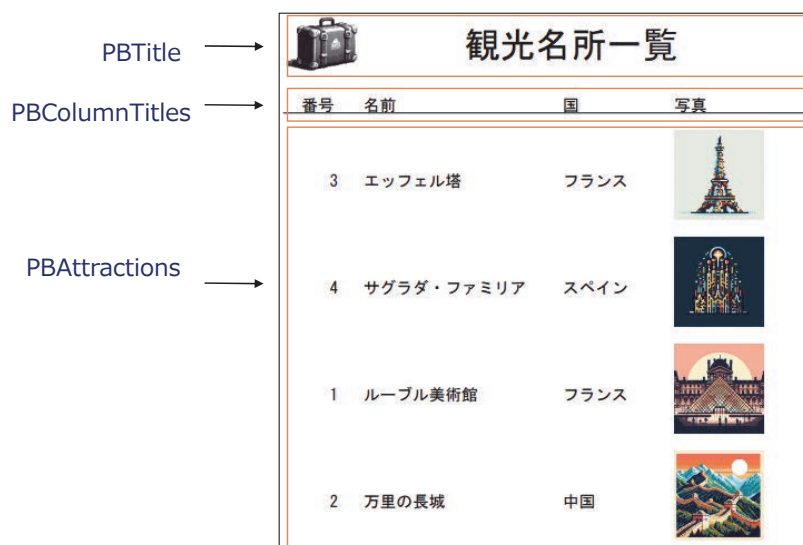 PBTitle
観光名所一覧
PBColumnTitles
番号 名前 国 写真
PBAttractions
3 エッフェル塔 フランス
4 サグラダ・ファミリア スペイン
1 ルーブル美術館 フランス
2 万里の長城 中国